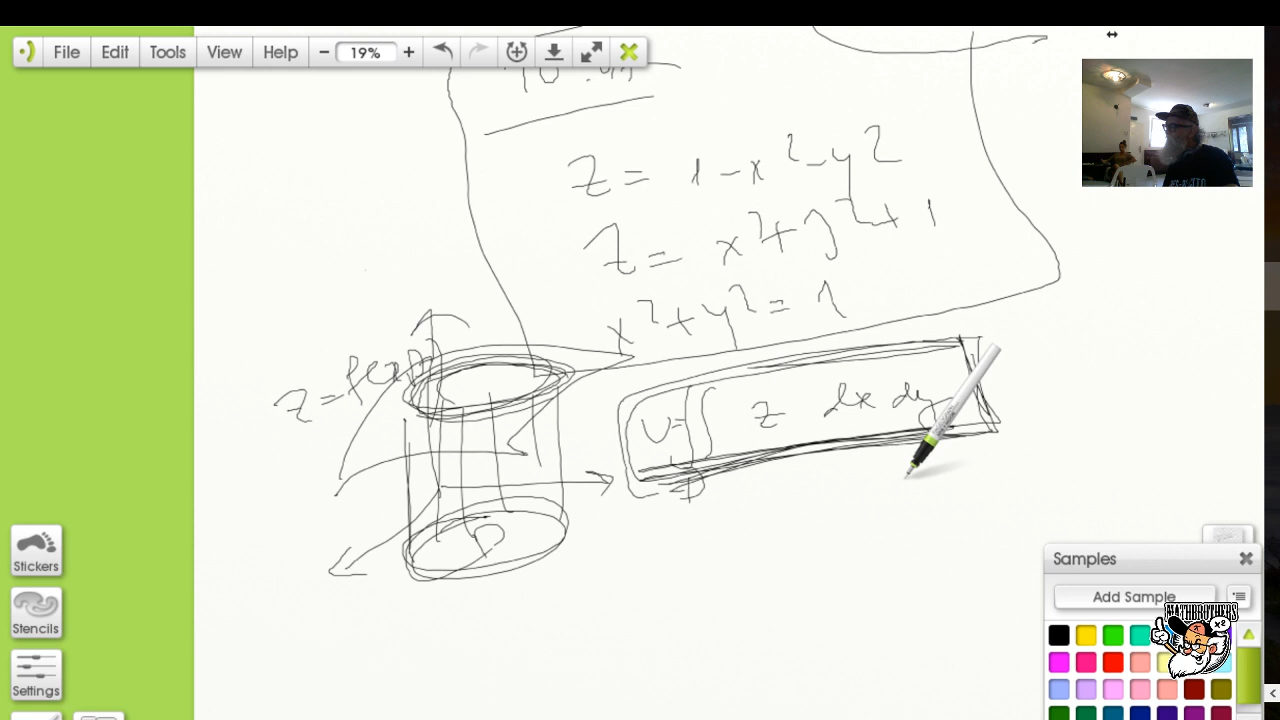 File Edit Tools View Help − 19% +
z = 1 - x² - y²
z = x² + y² + 1
x² + y² = 1
z = f(x,y)
V = ∫∫ z dx dy
D
D
Stickers
Stencils
Settings
Samples
Add Sample
MATHBROTHERS
x²